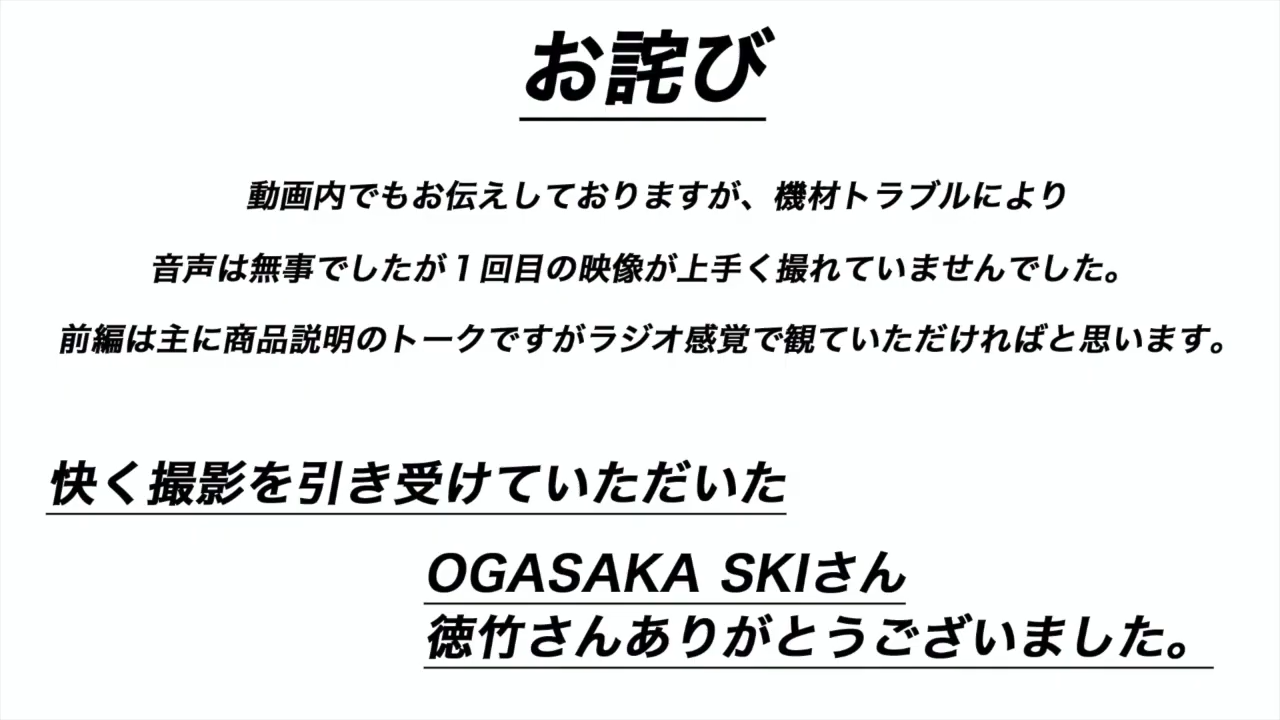 お詫び
動画内でもお伝えしておりますが、機材トラブルにより
音声は無事でしたが１回目の映像が上手く撮れていませんでした。
前編は主に商品説明のトークですがラジオ感覚で観ていただければと思います。
快く撮影を引き受けていただいた
OGASAKA SKIさん
徳竹さんありがとうございました。